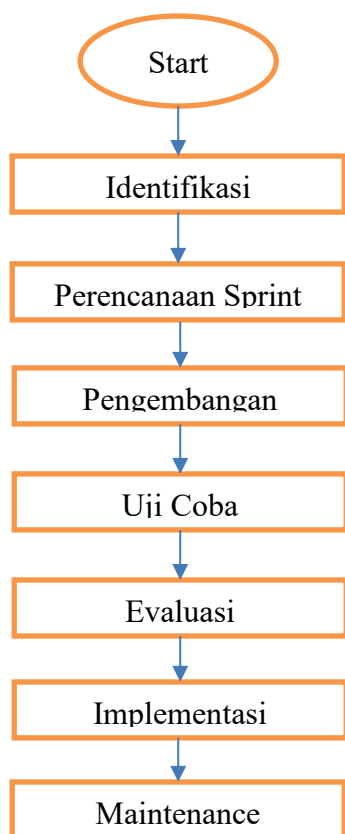 Start
Identifikasi
Perencanaan Sprint
Pengembangan
Uji Coba
Evaluasi
Implementasi
Maintenance